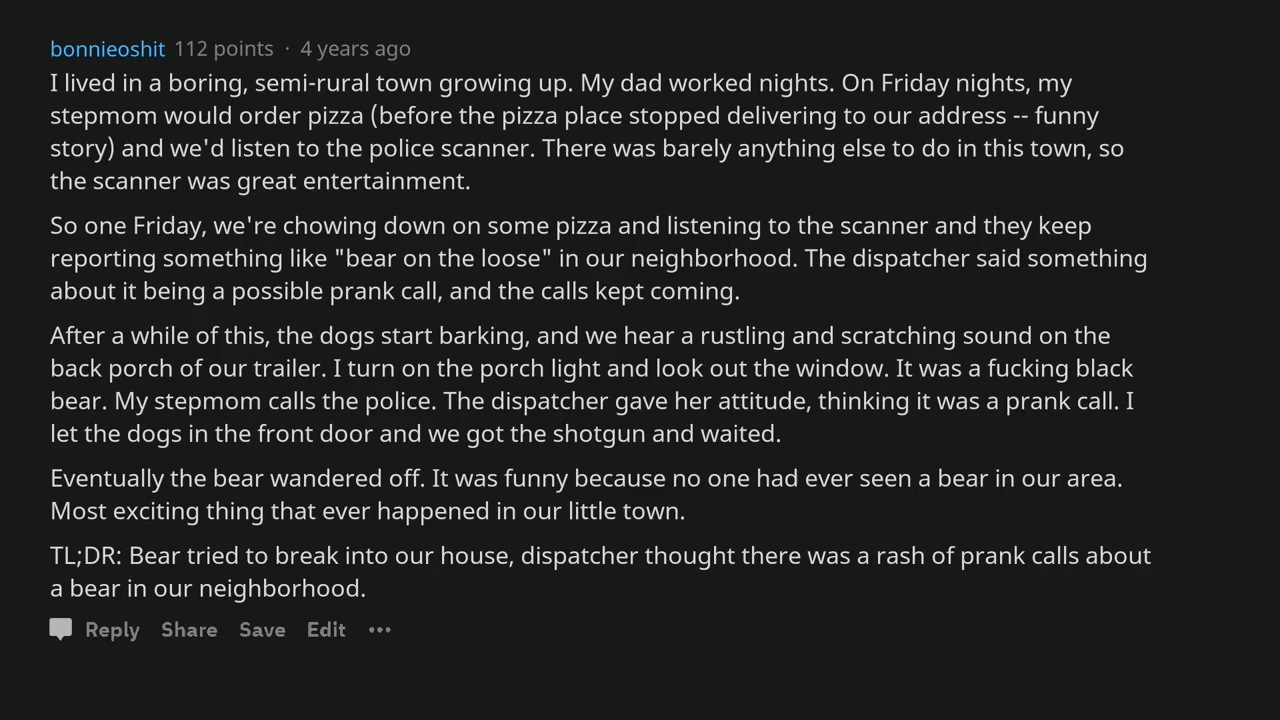 bonnieoshit 112 points · 4 years ago
I lived in a boring, semi-rural town growing up. My dad worked nights. On Friday nights, my
stepmom would order pizza (before the pizza place stopped delivering to our address -- funny
story) and we'd listen to the police scanner. There was barely anything else to do in this town, so
the scanner was great entertainment.
So one Friday, we're chowing down on some pizza and listening to the scanner and they keep
reporting something like "bear on the loose" in our neighborhood. The dispatcher said something
about it being a possible prank call, and the calls kept coming.
After a while of this, the dogs start barking, and we hear a rustling and scratching sound on the
back porch of our trailer. I turn on the porch light and look out the window. It was a fucking black
bear. My stepmom calls the police. The dispatcher gave her attitude, thinking it was a prank call. I
let the dogs in the front door and we got the shotgun and waited.
Eventually the bear wandered off. It was funny because no one had ever seen a bear in our area.
Most exciting thing that ever happened in our little town.
TL;DR: Bear tried to break into our house, dispatcher thought there was a rash of prank calls about
a bear in our neighborhood.
Reply Share Save Edit •••